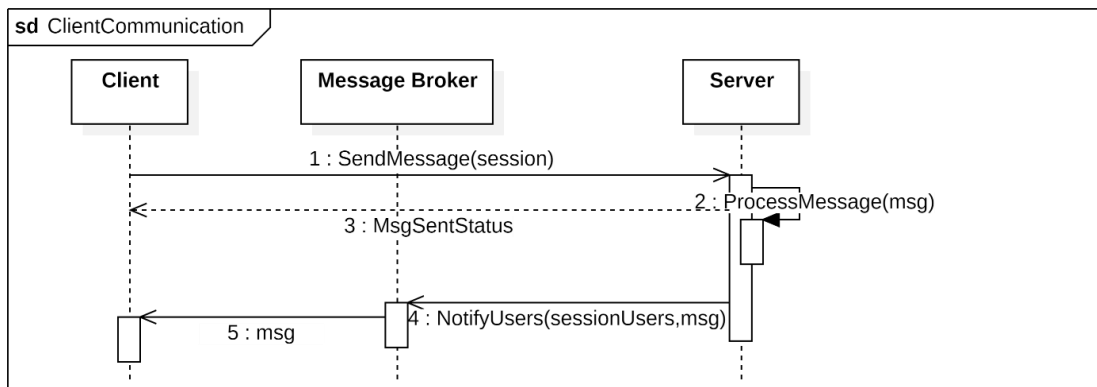 sd ClientCommunication
Client
Message Broker
Server
1 : SendMessage(session)
2 : ProcessMessage(msg)
3 : MsgSentStatus
4 : NotifyUsers(sessionUsers,msg)
5 : msg